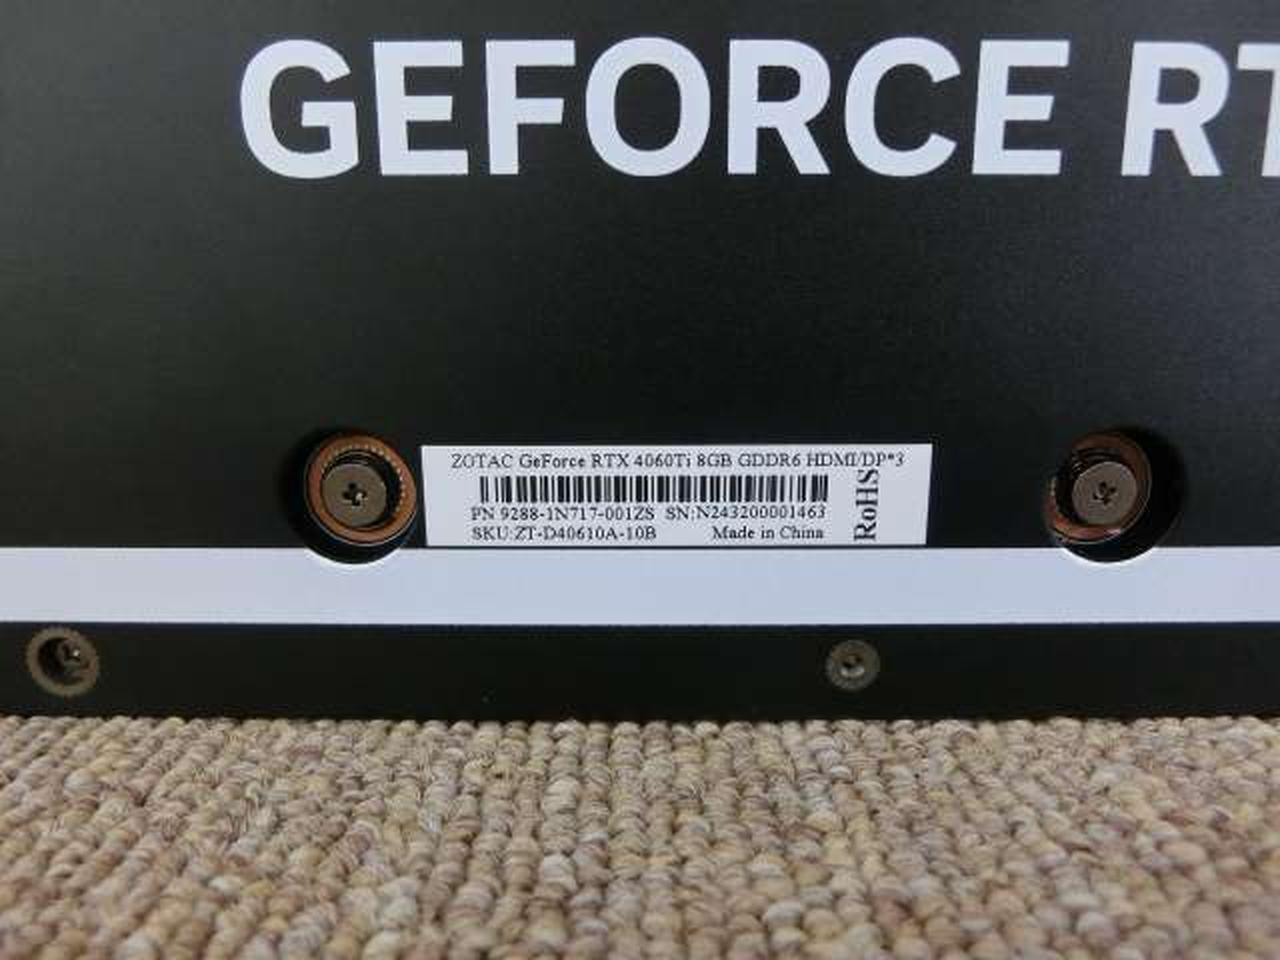 GEFORCE RT
ZOTAC GeForce RTX 4060Ti 8GB GDDR6 HDMI/DP*3
PN 9288-1N717-001ZS SN:N243200001463
SKU:ZT-D40610A-10B Made in China
RoHS